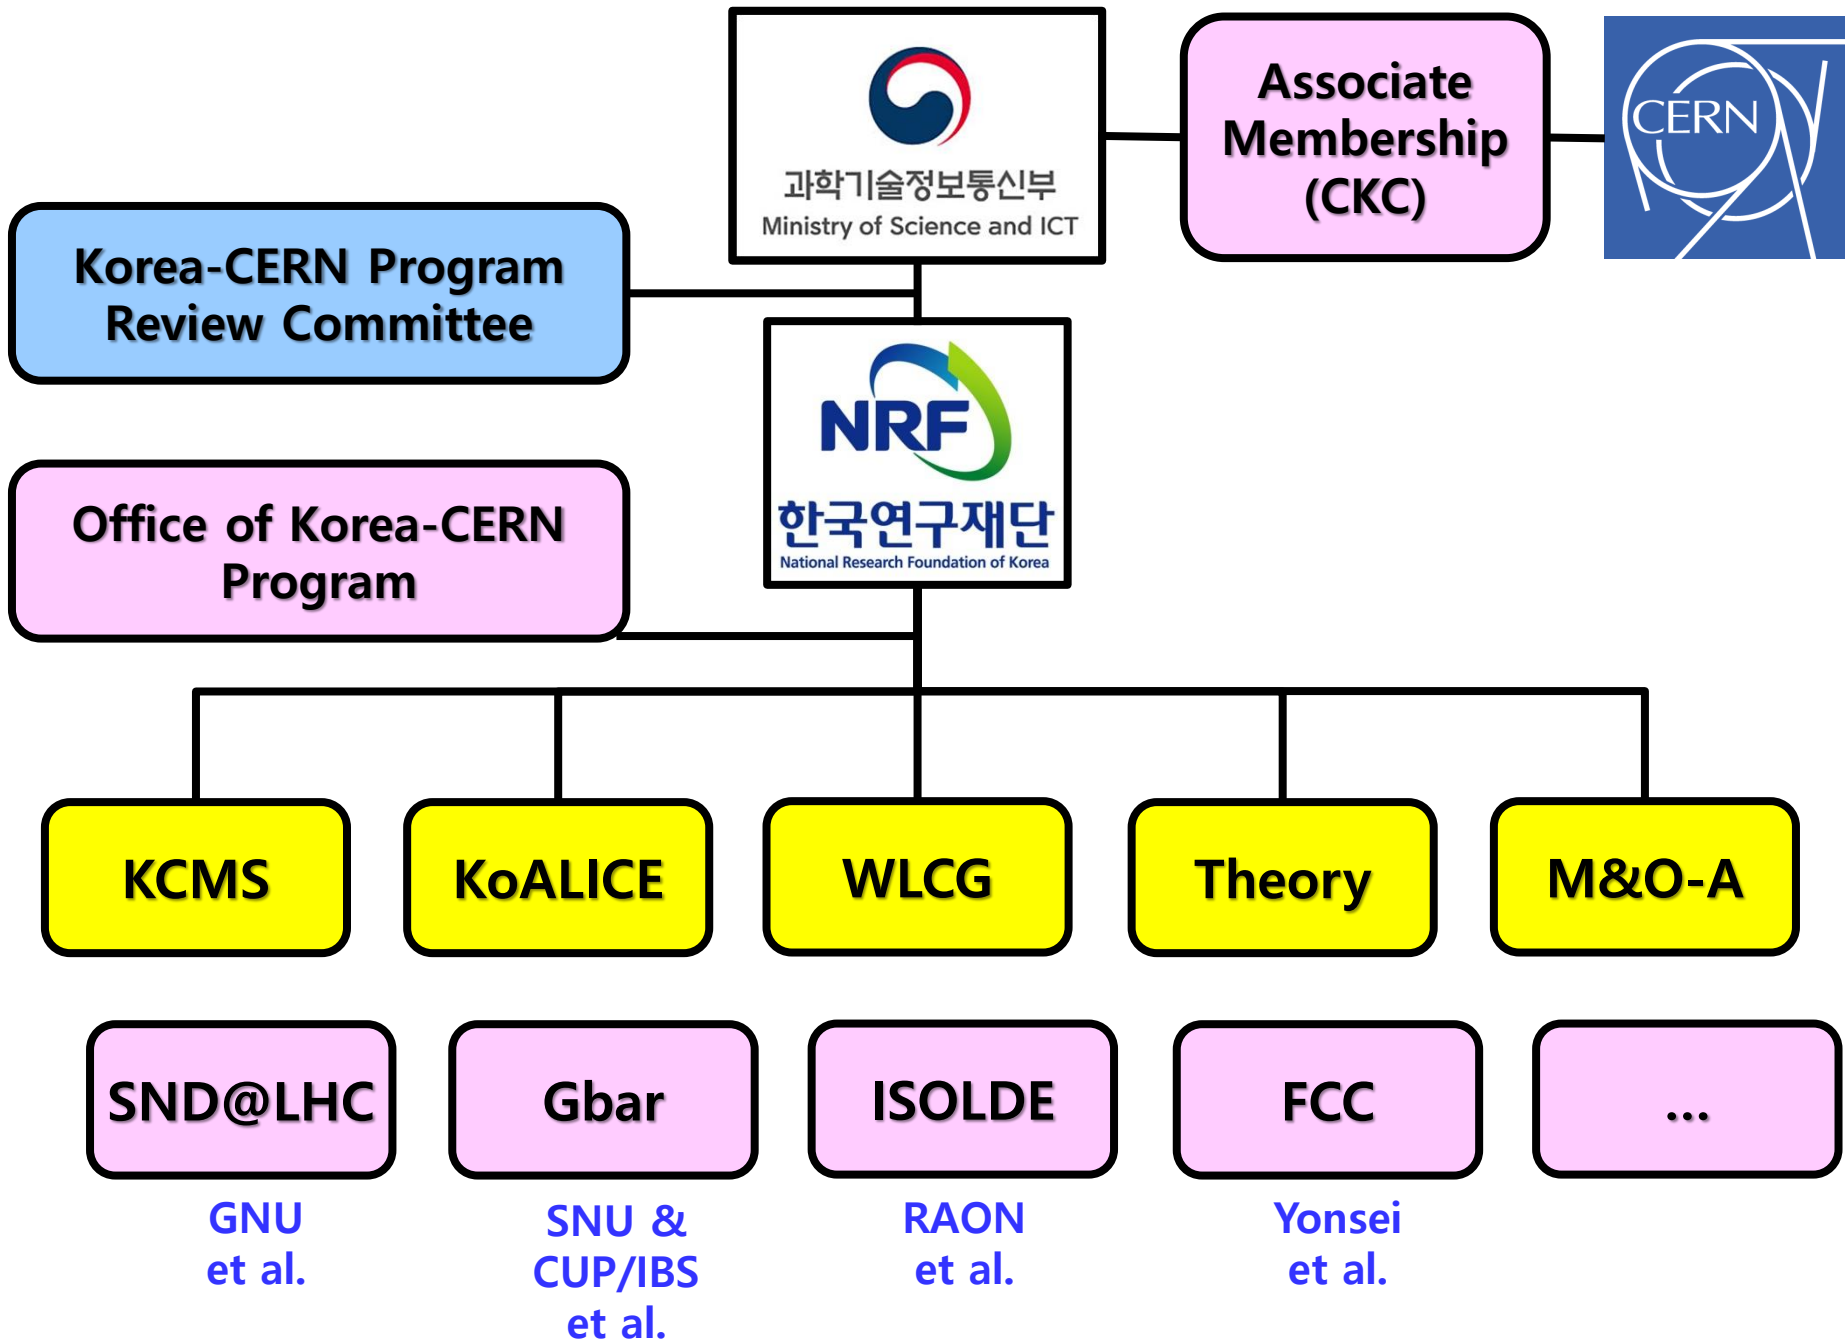 과학기술정보통신부
Ministry of Science and ICT
Associate
Membership
(CKC)
CERN
Korea-CERN Program
Review Committee
NRF
한국연구재단
National Research Foundation of Korea
Office of Korea-CERN
Program
KCMS
KoALICE
WLCG
Theory
M&O-A
SND@LHC
Gbar
ISOLDE
FCC
...
GNU
et al.
SNU &
CUP/IBS
et al.
RAON
et al.
Yonsei
et al.